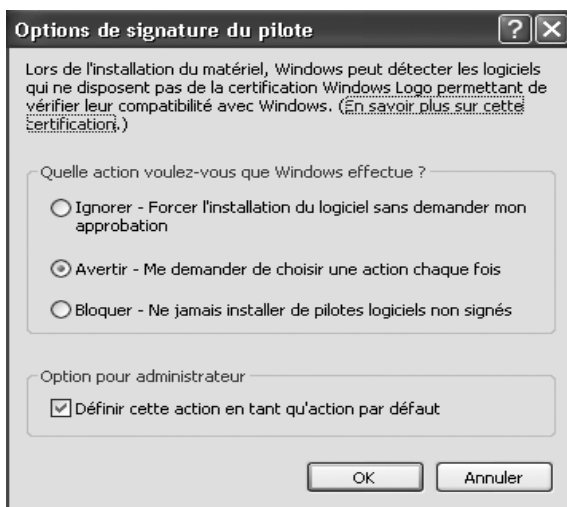 Options de signature du pilote
Lors de l'installation du matériel, Windows peut détecter les logiciels
qui ne disposent pas de la certification Windows Logo permettant de
vérifier leur compatibilité avec Windows. (En savoir plus sur cette
certification.)
Quelle action voulez-vous que Windows effectue ?
Ignorer - Forcer l'installation du logiciel sans demander mon
approbation
Avertir - Me demander de choisir une action chaque fois
Bloquer - Ne jamais installer de pilotes logiciels non signés
Option pour administrateur
Définir cette action en tant qu'action par défaut
OK Annuler